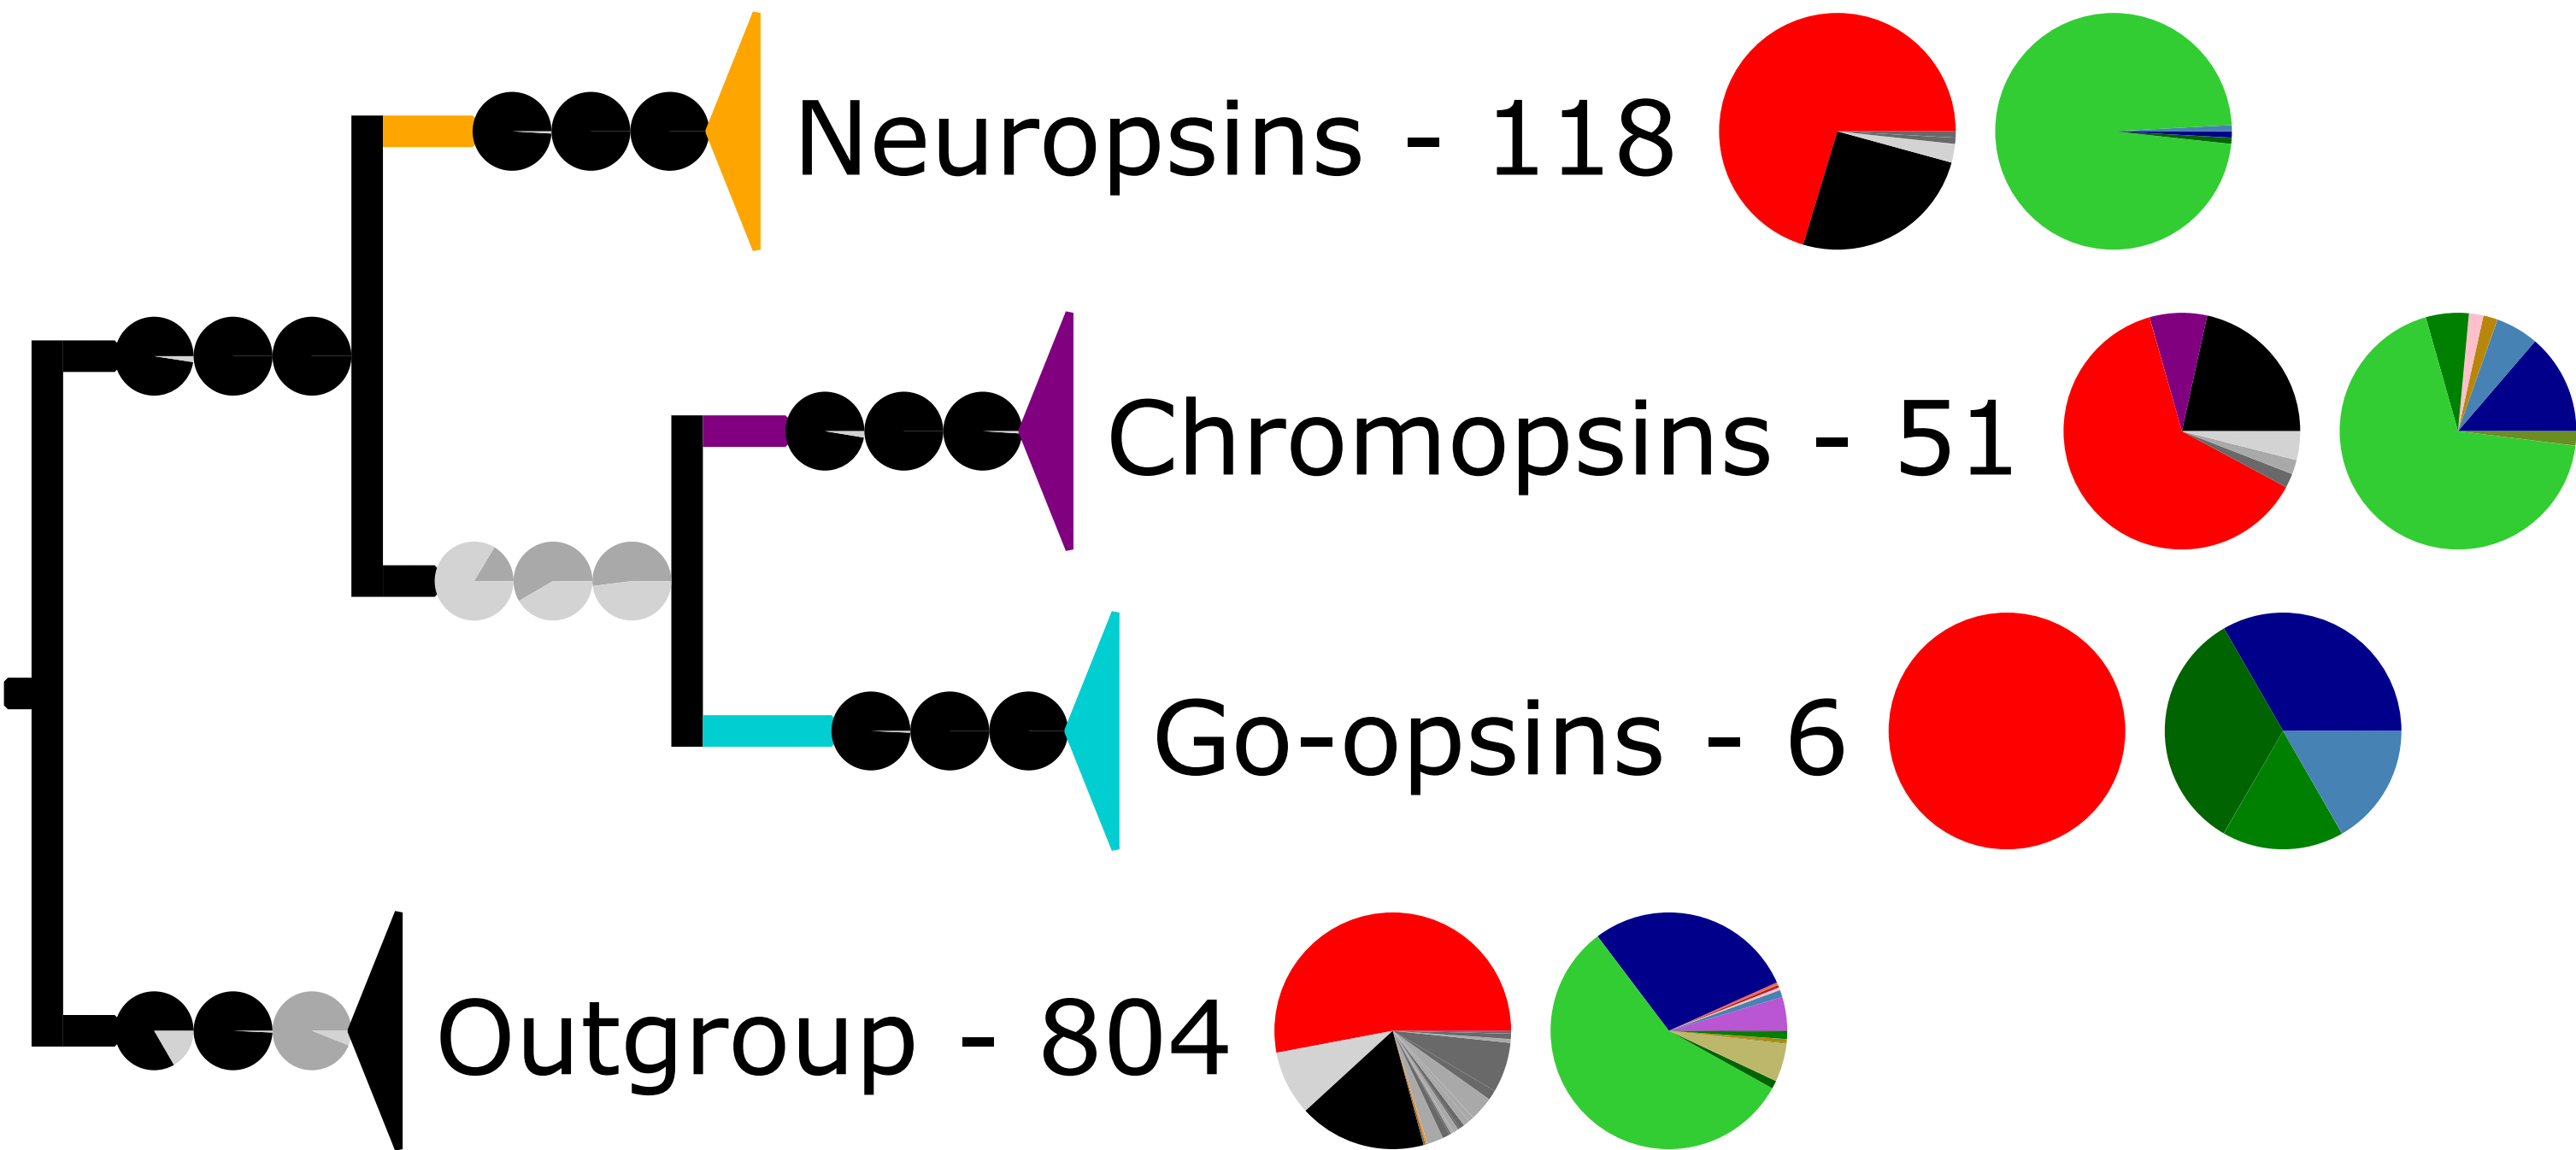 Neuropsins - 118
Chromopsins - 51
Go-opsins - 6
Outgroup - 804